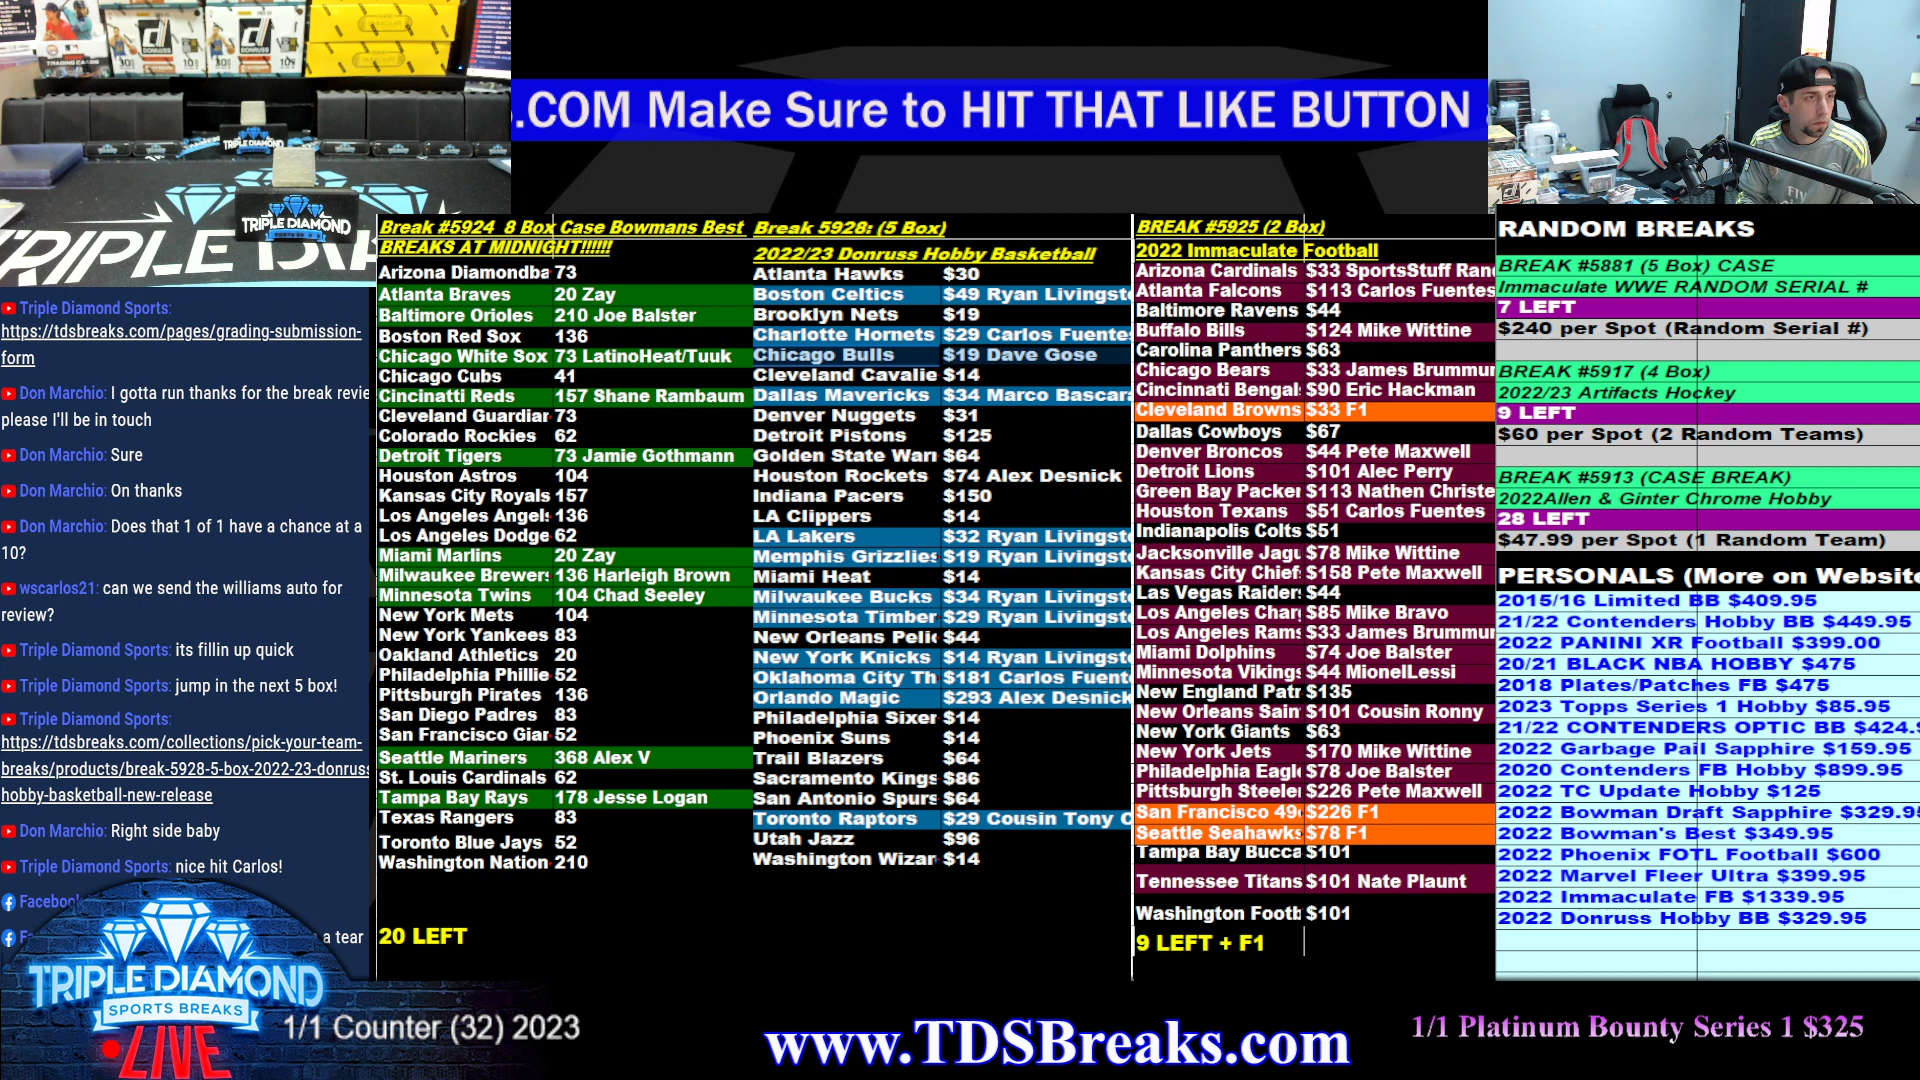 .COM Make Sure to HIT THAT LIKE BUTTON
DONRUSS
DONRUSS
TRIPLE DIAMOND
TRIPLE DIAMOND
Triple Diamond Sports:
https://tdsbreaks.com/pages/grading-submission-
form
Don Marchio: I gotta run thanks for the break revie
please I'll be in touch
Don Marchio: Sure
Don Marchio: On thanks
Don Marchio: Does that 1 of 1 have a chance at a
10?
wscarlos21: can we send the williams auto for
review?
Triple Diamond Sports: its fillin up quick
Triple Diamond Sports: jump in the next 5 box!
Triple Diamond Sports:
https://tdsbreaks.com/collections/pick-your-team-
breaks/products/break-5928-5-box-2022-23-donruss
hobby-basketball-new-release
Don Marchio: Right side baby
Triple Diamond Sports: nice hit Carlos!
a tear
TRIPLE DIAMOND
SPORTS BREAKS
LIVE
1/1 Counter (32) 2023
Break #5924 8 Box Case Bowmans Best
BREAKS AT MIDNIGHT!!!!!!
Arizona Diamondba 73
Atlanta Braves 20 Zay
Baltimore Orioles 210 Joe Balster
Boston Red Sox 136
Chicago White Sox 73 LatinoHeat/Tuuk
Chicago Cubs 41
Cincinatti Reds 157 Shane Rambaum
Cleveland Guardiar 73
Colorado Rockies 62
Detroit Tigers 73 Jamie Gothmann
Houston Astros 104
Kansas City Royals 157
Los Angeles Angel 136
Los Angeles Dodge 62
Miami Marlins 20 Zay
Milwaukee Brewers 136 Harleigh Brown
Minnesota Twins 104 Chad Seeley
New York Mets 104
New York Yankees 83
Oakland Athletics 20
Philadelphia Phillie 52
Pittsburgh Pirates 136
San Diego Padres 83
San Francisco Giar 52
Seattle Mariners 368 Alex V
St. Louis Cardinals 62
Tampa Bay Rays 178 Jesse Logan
Texas Rangers 83
Toronto Blue Jays 52
Washington Nation 210
20 LEFT
Break 5928: (5 Box)
2022/23 Donruss Hobby Basketball
Atlanta Hawks $30
Boston Celtics $49 Ryan Livingst
Brooklyn Nets $19
Charlotte Hornets $29 Carlos Fuente
Chicago Bulls $19 Dave Gose
Cleveland Cavalie $14
Dallas Mavericks $34 Marco Bascar
Denver Nuggets $31
Detroit Pistons $125
Golden State Warr $64
Houston Rockets $74 Alex Desnick
Indiana Pacers $150
LA Clippers $14
LA Lakers $32 Ryan Livingst
Memphis Grizzlies $19 Ryan Livingst
Miami Heat $14
Milwaukee Bucks $34 Ryan Livingst
Minnesota Timber $29 Ryan Livingst
New Orleans Pelic $44
New York Knicks $14 Ryan Livingst
Oklahoma City Th $181 Carlos Fuent
Orlando Magic $293 Alex Desnick
Philadelphia Sixer $14
Phoenix Suns $14
Trail Blazers $64
Sacramento Kings $86
San Antonio Spurs $64
Toronto Raptors $29 Cousin Tony C
Utah Jazz $96
Washington Wizar $14
BREAK #5925 (2 Box)
2022 Immaculate Football
Arizona Cardinals $33 SportsStuff Ran
Atlanta Falcons $113 Carlos Fuentes
Baltimore Ravens $44
Buffalo Bills $124 Mike Wittine
Carolina Panthers $63
Chicago Bears $33 James Brummur
Cincinnati Bengal $90 Eric Hackman
Cleveland Browns $33 F1
Dallas Cowboys $67
Denver Broncos $44 Pete Maxwell
Detroit Lions $101 Alec Perry
Green Bay Packer $113 Nathen Christe
Houston Texans $51 Carlos Fuentes
Indianapolis Colts $51
Jacksonville Jagu $78 Mike Wittine
Kansas City Chief $158 Pete Maxwell
Las Vegas Raider $44
Los Angeles Char $85 Mike Bravo
Los Angeles Rams $33 James Brummur
Miami Dolphins $74 Joe Balster
Minnesota Vikings $44 MionelLessi
New England Patr $135
New Orleans Sain $101 Cousin Ronny
New York Giants $63
New York Jets $170 Mike Wittine
Philadelphia Eagl $78 Joe Balster
Pittsburgh Steeler $226 Pete Maxwell
San Francisco 49 $226 F1
Seattle Seahawks $78 F1
Tampa Bay Bucca $101
Tennessee Titans $101 Nate Plaunt
Washington Footb $101
9 LEFT + F1
RANDOM BREAKS
BREAK #5881 (5 Box) CASE
Immaculate WWE RANDOM SERIAL #
7 LEFT
$240 per Spot (Random Serial #)
BREAK #5917 (4 Box)
2022/23 Artifacts Hockey
9 LEFT
$60 per Spot (2 Random Teams)
BREAK #5913 (CASE BREAK)
2022Allen & Ginter Chrome Hobby
28 LEFT
$47.99 per Spot (1 Random Team)
PERSONALS (More on Website
2015/16 Limited BB $409.95
21/22 Contenders Hobby BB $449.95
2022 PANINI XR Football $399.00
20/21 BLACK NBA HOBBY $475
2018 Plates/Patches FB $475
2023 Topps Series 1 Hobby $85.95
21/22 CONTENDERS OPTIC BB $424.
2022 Garbage Pail Sapphire $159.95
2020 Contenders FB Hobby $899.95
2022 TC Update Hobby $125
2022 Bowman Draft Sapphire $329.9
2022 Bowman's Best $349.95
2022 Phoenix FOTL Football $600
2022 Marvel Fleer Ultra $399.95
2022 Immaculate FB $1339.95
2022 Donruss Hobby BB $329.95
www.TDSBreaks.com
1/1 Platinum Bounty Series 1 $325